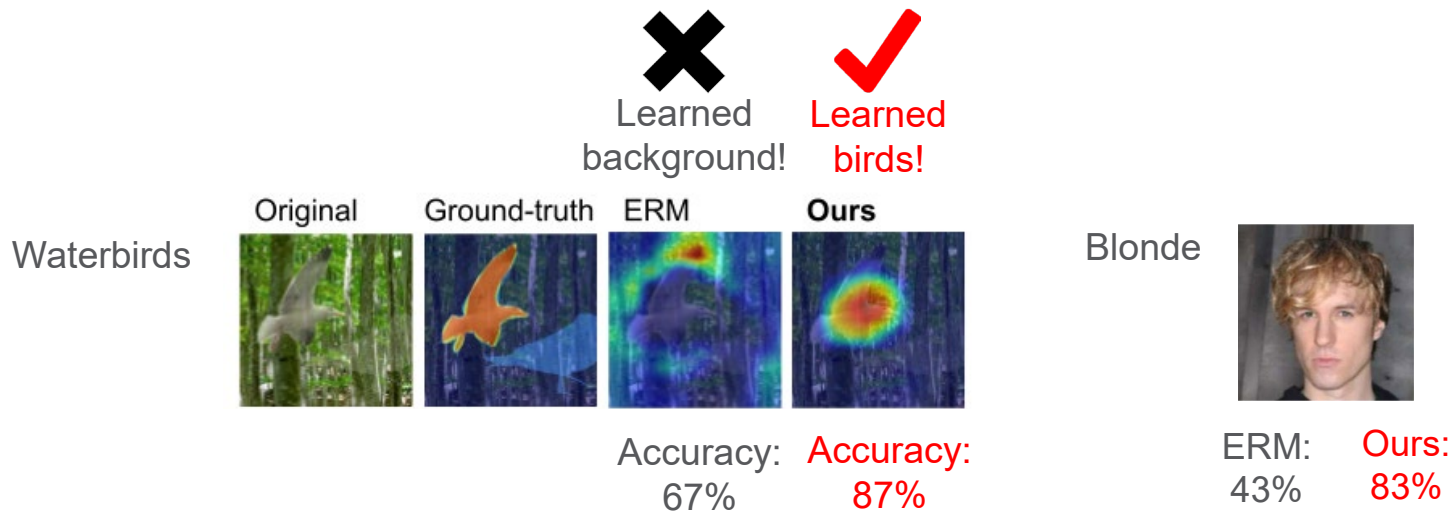 Learned
background!
Learned
birds!
Original
Ground-truth
ERM
Ours
Waterbirds
Accuracy:
67%
Accuracy:
87%
Blonde
ERM:
43%
Ours:
83%